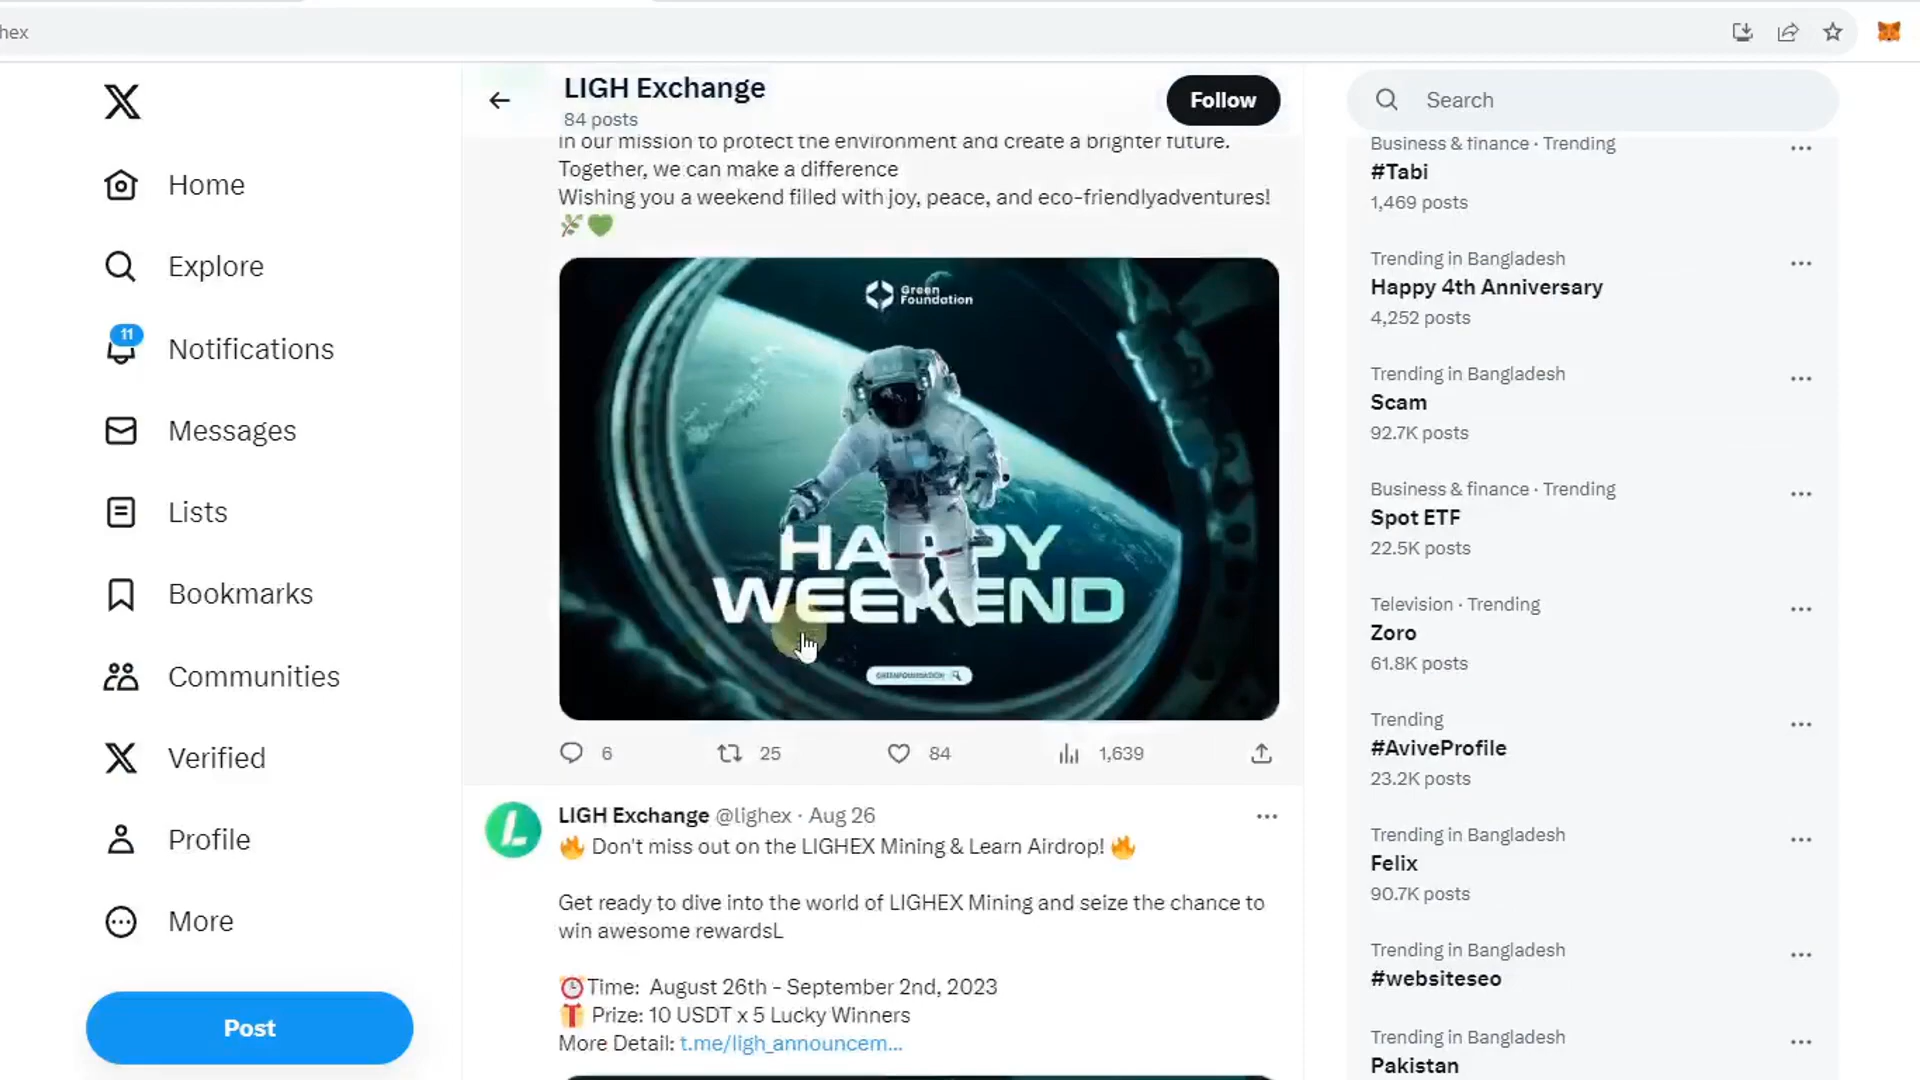 hex
LIGH Exchange
84 posts
Follow
Search
Home
Explore
11
Notifications
Messages
Lists
Bookmarks
Communities
Verified
Profile
More
Post
in our mission to protect the environment and create a brighter future.
Together, we can make a difference
Wishing you a weekend filled with joy, peace, and eco-friendlyadventures!
Green
Foundation
HAPPY
WEEKEND
GREENFOUNDATION
6
25
84
1,639
LIGH Exchange @lighex · Aug 26
🔥 Don't miss out on the LIGHEX Mining & Learn Airdrop! 🔥
Get ready to dive into the world of LIGHEX Mining and seize the chance to
win awesome rewardsL
⏰Time: August 26th - September 2nd, 2023
🎁 Prize: 10 USDT x 5 Lucky Winners
More Detail: t.me/ligh_announcem...
Business & finance · Trending
#Tabi
1,469 posts
Trending in Bangladesh
Happy 4th Anniversary
4,252 posts
Trending in Bangladesh
Scam
92.7K posts
Business & finance · Trending
Spot ETF
22.5K posts
Television · Trending
Zoro
61.8K posts
Trending
#AviveProfile
23.2K posts
Trending in Bangladesh
Felix
90.7K posts
Trending in Bangladesh
#websiteseo
Trending in Bangladesh
Pakistan